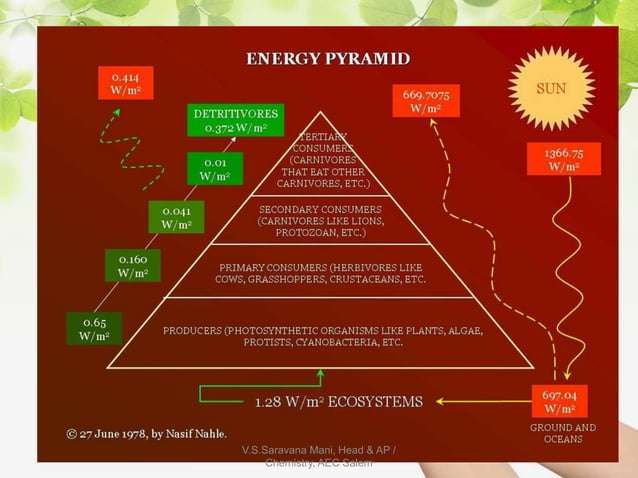 ENERGY PYRAMID
0.414
W/m²
669.7075
W/m²
SUN
DETRITIVORES
0.372 W/m²
TERTIARY
CONSUMERS
(CARNIVORES
THAT EAT OTHER
CARNIVORES, ETC.)
1366.75
W/m²
0.01
W/m²
0.041
W/m²
SECONDARY CONSUMERS
(CARNIVORES LIKE LIONS,
PROTOZOAN, ETC.)
0.160
W/m²
PRIMARY CONSUMERS (HERBIVORES LIKE
COWS, GRASSHOPPERS, CRUSTACEANS, ETC.
0.65
W/m²
PRODUCERS (PHOTOSYNTHETIC ORGANISMS LIKE PLANTS, ALGAE,
PROTISTS, CYANOBACTERIA, ETC.
1.28 W/m² ECOSYSTEMS
697.04
W/m²
GROUND AND
OCEANS
© 27 June 1978, by Nasif Nahle.
V.S.Saravana Mani, Head & AP /
Chemistry, AEC Salem